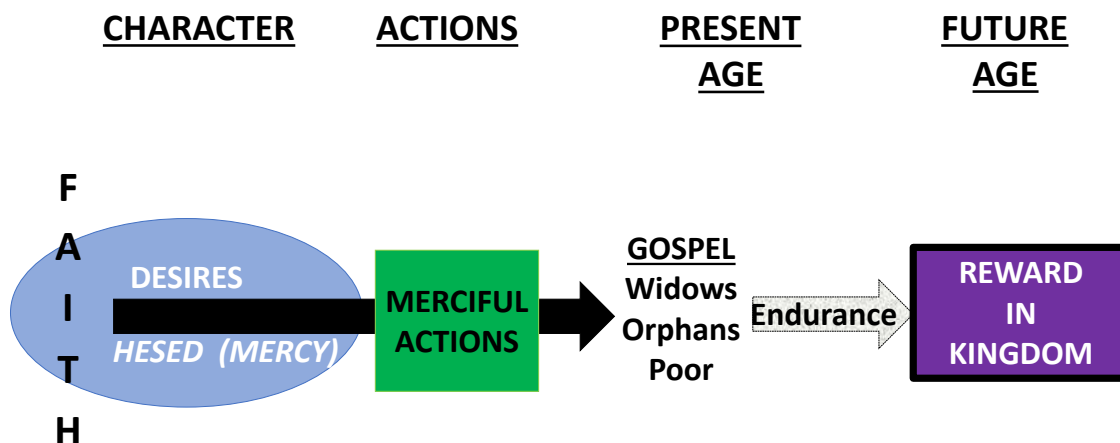 CHARACTER
ACTIONS
PRESENT
AGE
FUTURE
AGE
F
A
I
T
H
DESIRES
HESED (MERCY)
MERCIFUL
ACTIONS
GOSPEL
Widows
Orphans
Poor
Endurance
REWARD
IN
KINGDOM